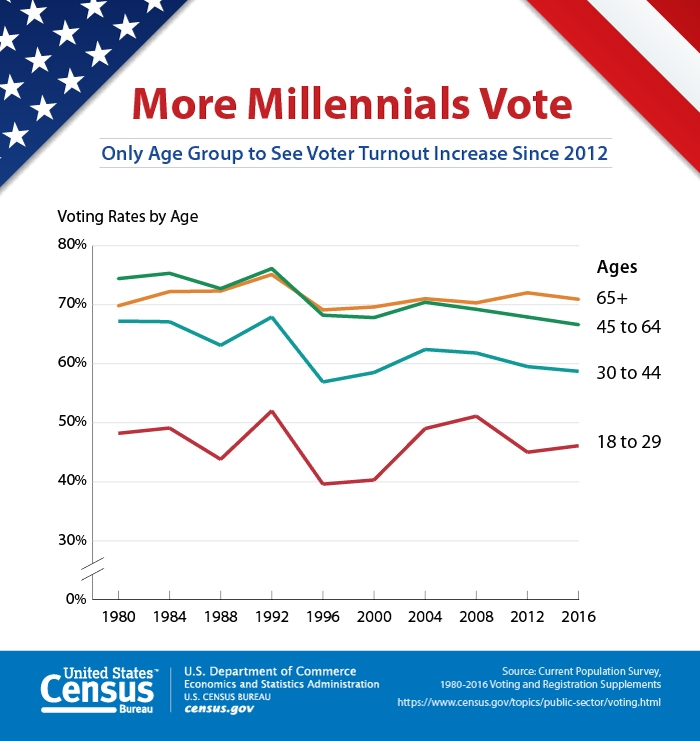 More Millennials Vote
Only Age Group to See Voter Turnout Increase Since 2012
Voting Rates by Age
80%
70%
60%
50%
40%
30%
0%
Ages
65+
45 to 64
30 to 44
18 to 29
1980 1984 1988 1992 1996 2000 2004 2008 2012 2016
United States™
Census
Bureau
U.S. Department of Commerce
Economics and Statistics Administration
U.S. CENSUS BUREAU
census.gov
Source: Current Population Survey,
1980-2016 Voting and Registration Supplements
https://www.census.gov/topics/public-sector/voting.html